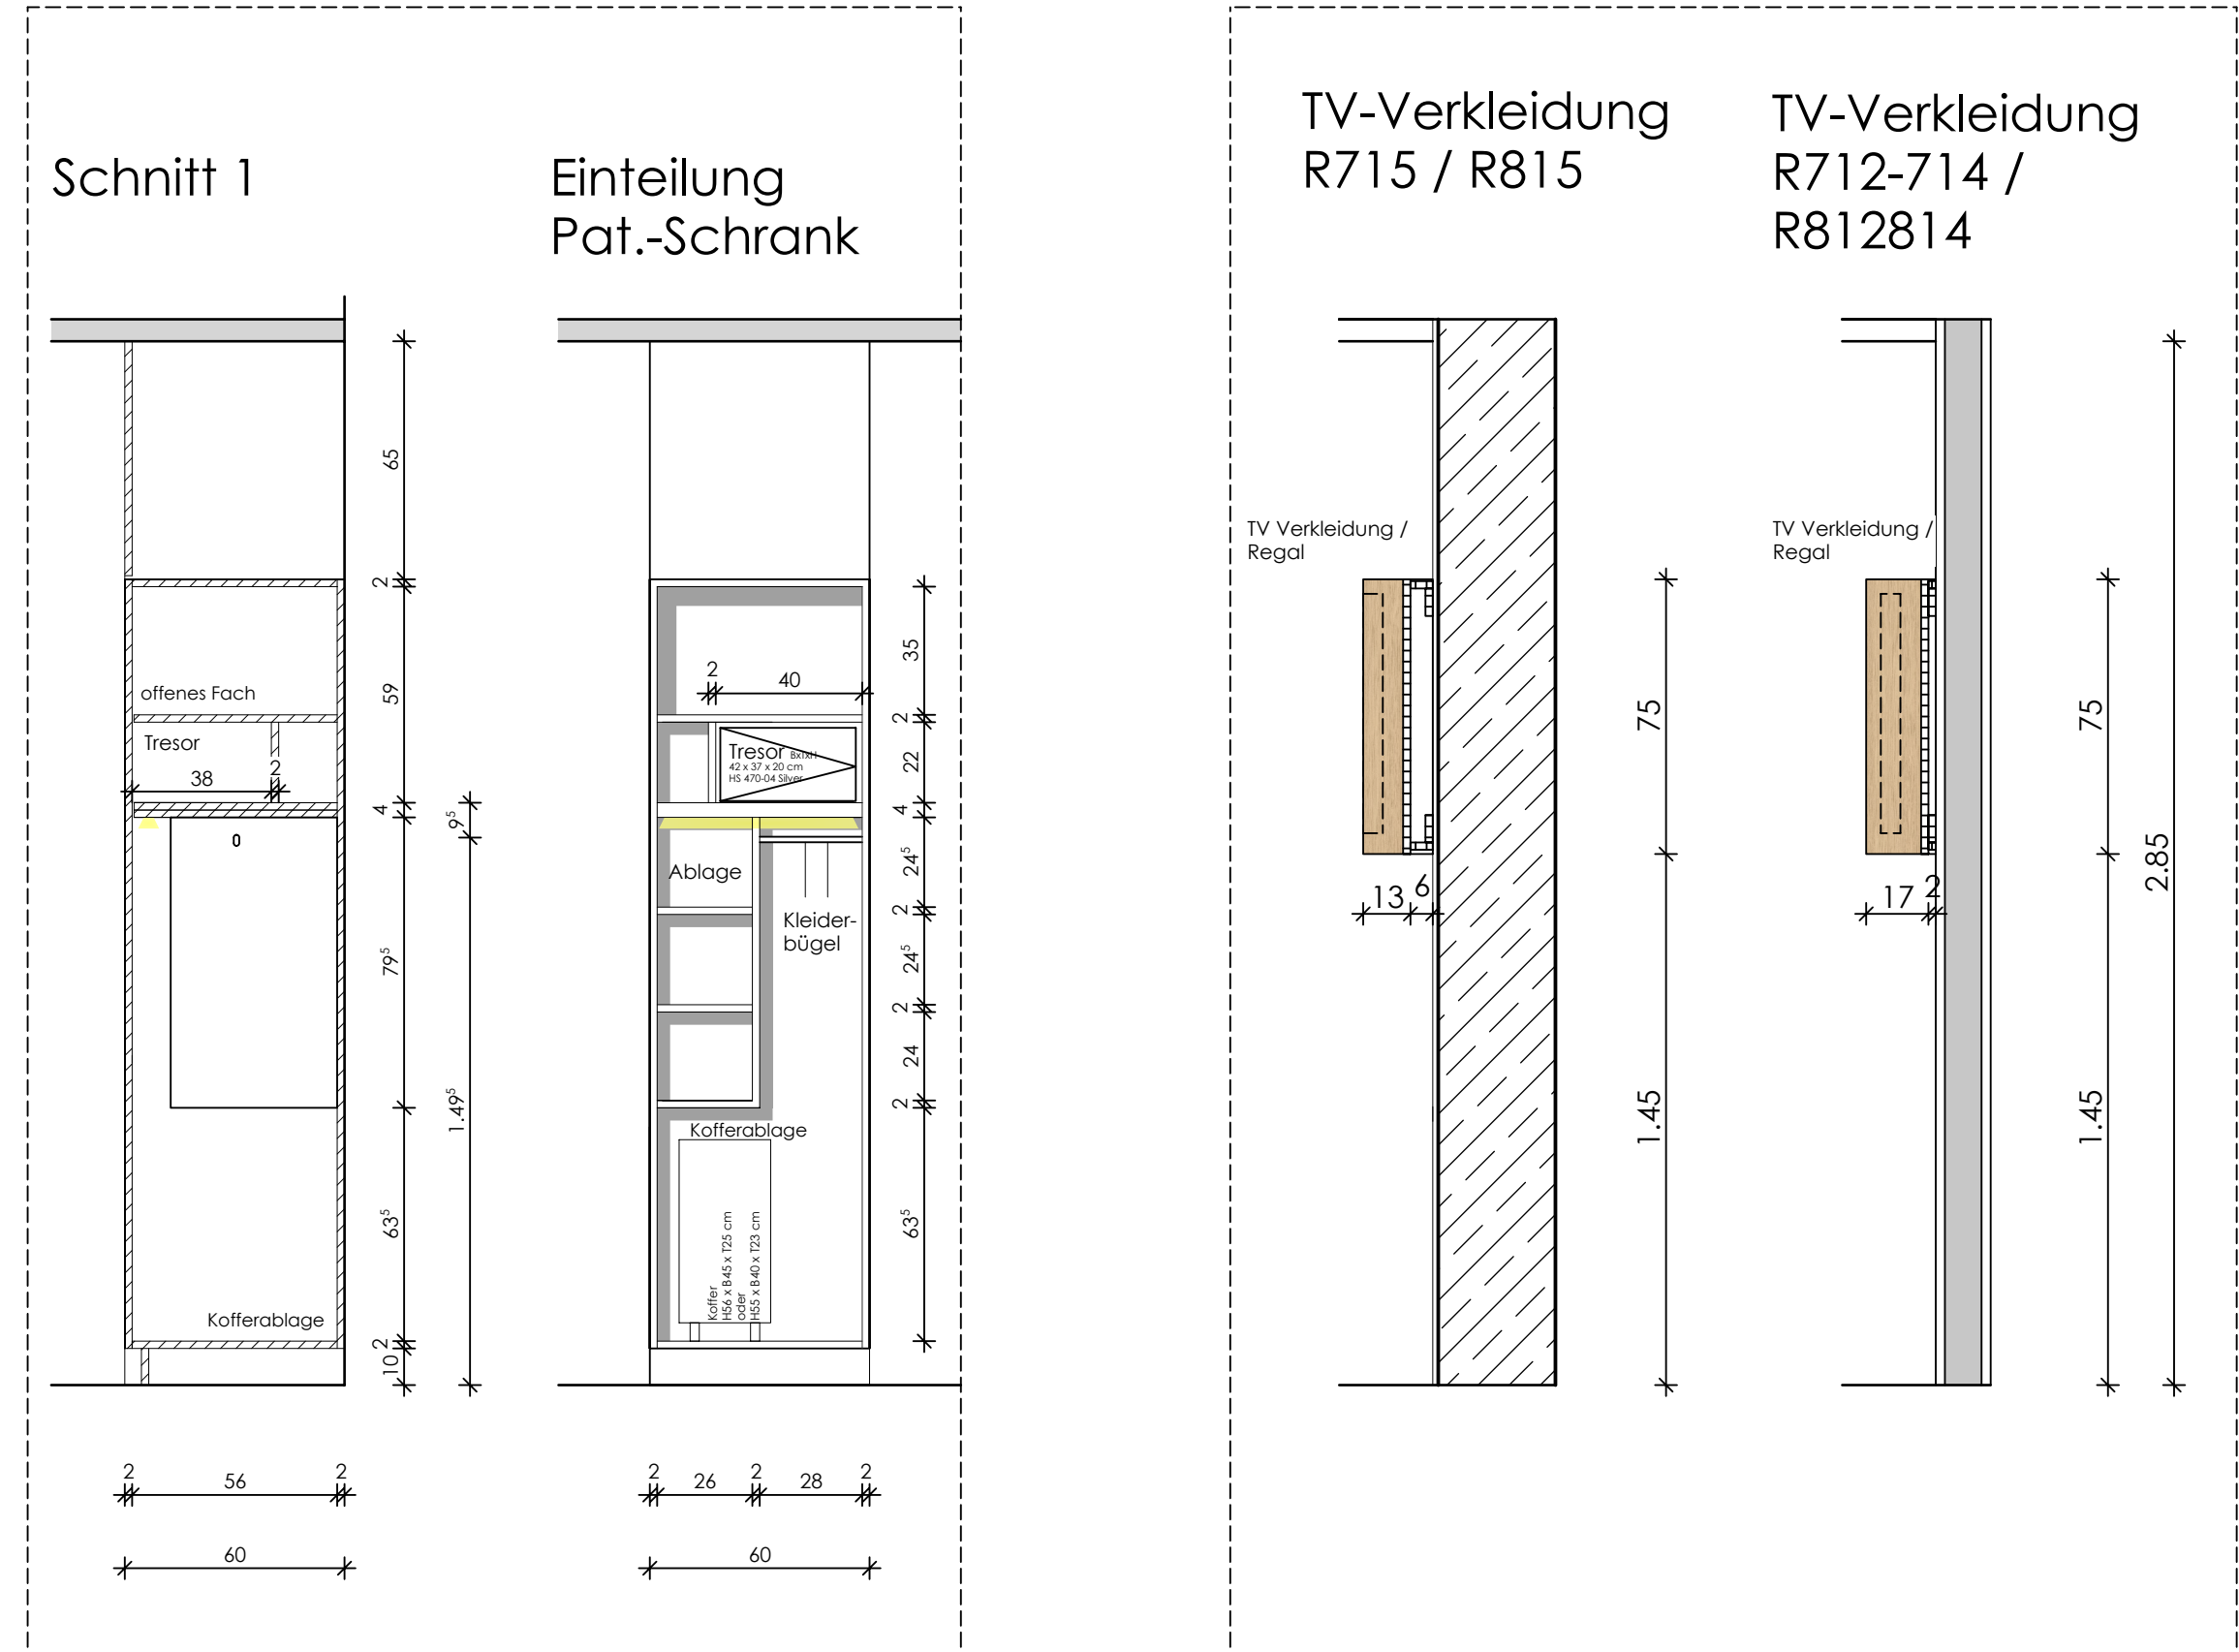 Schnitt 1
Einteilung
Pat.-Schrank
TV-Verkleidung
R715 / R815
TV-Verkleidung
R712-714 /
R812814
65
2
59
4
79⁵
63⁵
2
10
9⁵
1.49⁵
offenes Fach
Tresor
38
2
0
Kofferablage
2
56
2
60
2
40
Tresor BxTxH
42 x 37 x 20 cm
HS 470-04 Silver
Ablage
Kleider-
bügel
Kofferablage
Koffer
H56 x B45 x T25 cm
oder
H55 x B40 x T23 cm
35
2
22
4
24⁵
2
24⁵
2
24
2
63⁵
2
26
2
28
2
60
TV Verkleidung /
Regal
75
13
6
1.45
TV Verkleidung /
Regal
75
17
2
1.45
2.85